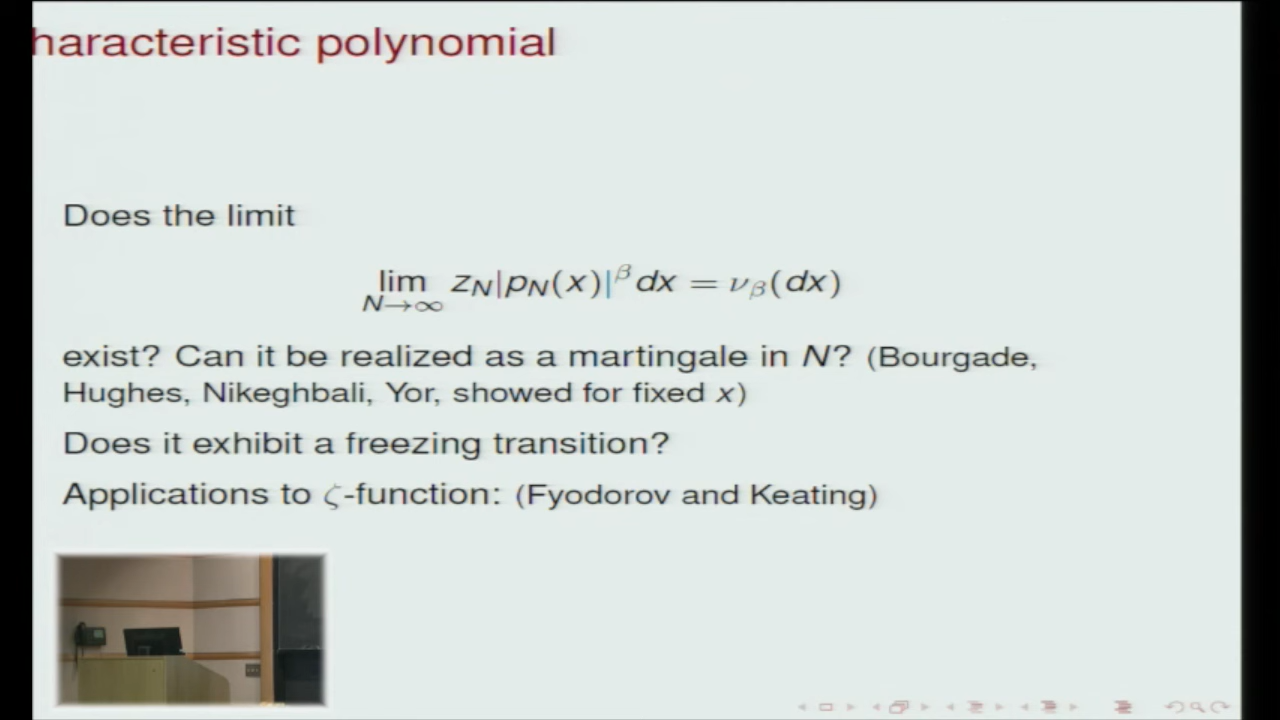 haracteristic polynomial
Does the limit
lim_{N→∞} z_N|p_N(x)|^β dx = ν_β(dx)
exist? Can it be realized as a martingale in N? (Bourgade,
Hughes, Nikeghbali, Yor, showed for fixed x)
Does it exhibit a freezing transition?
Applications to ζ-function: (Fyodorov and Keating)